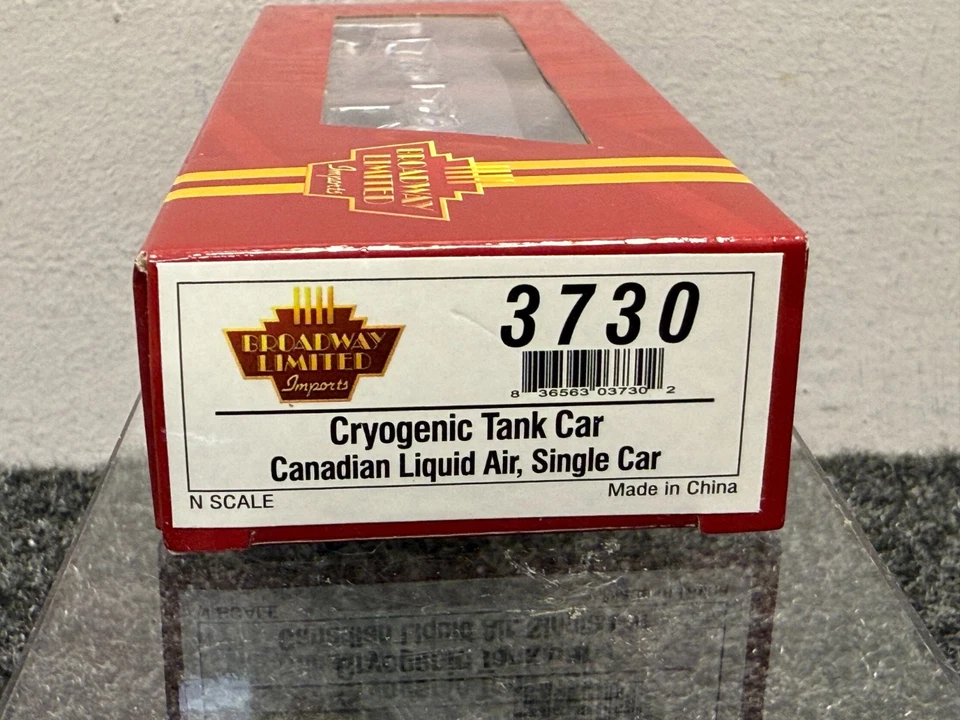 BROADWAY
LIMITED
Imports
BROADWAY
LIMITED
Imports
3730
8 36563 03730 2
Cryogenic Tank Car
Canadian Liquid Air, Single Car
N SCALE
Made in China